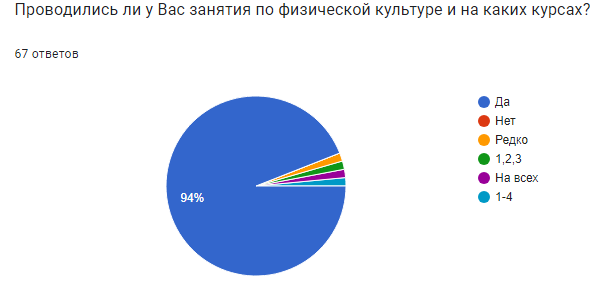 Проводились ли у Вас занятия по физической культуре и на каких курсах?
67 ответов
94%
Да
Нет
Редко
1,2,3
На всех
1-4